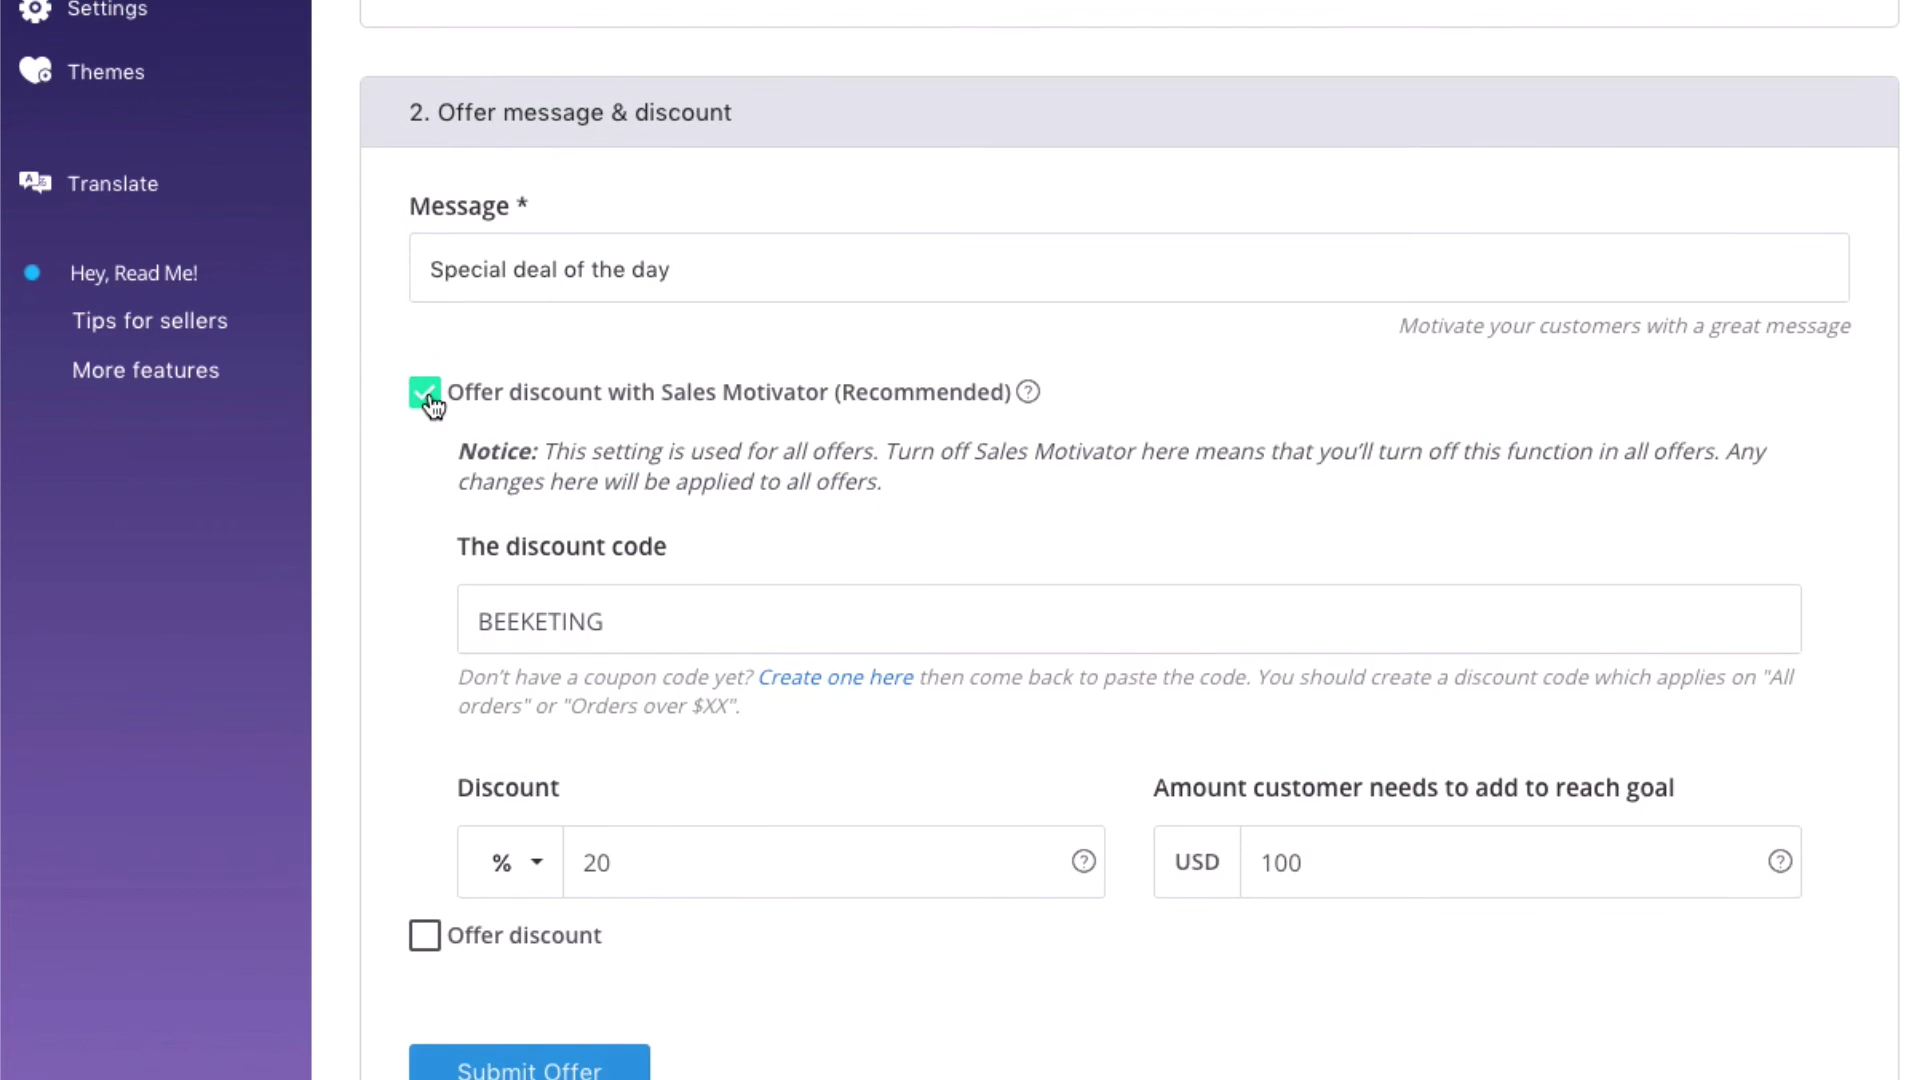 Settings
Themes
Translate
Hey, Read Me!
Tips for sellers
More features
2. Offer message & discount
Message *
Special deal of the day
Motivate your customers with a great message
Offer discount with Sales Motivator (Recommended) ?
Notice: This setting is used for all offers. Turn off Sales Motivator here means that you'll turn off this function in all offers. Any
changes here will be applied to all offers.
The discount code
BEEKETING
Don't have a coupon code yet? Create one here then come back to paste the code. You should create a discount code which applies on "All
orders" or "Orders over $XX".
Discount
Amount customer needs to add to reach goal
% 20 ?
USD 100 ?
Offer discount
Submit Offer